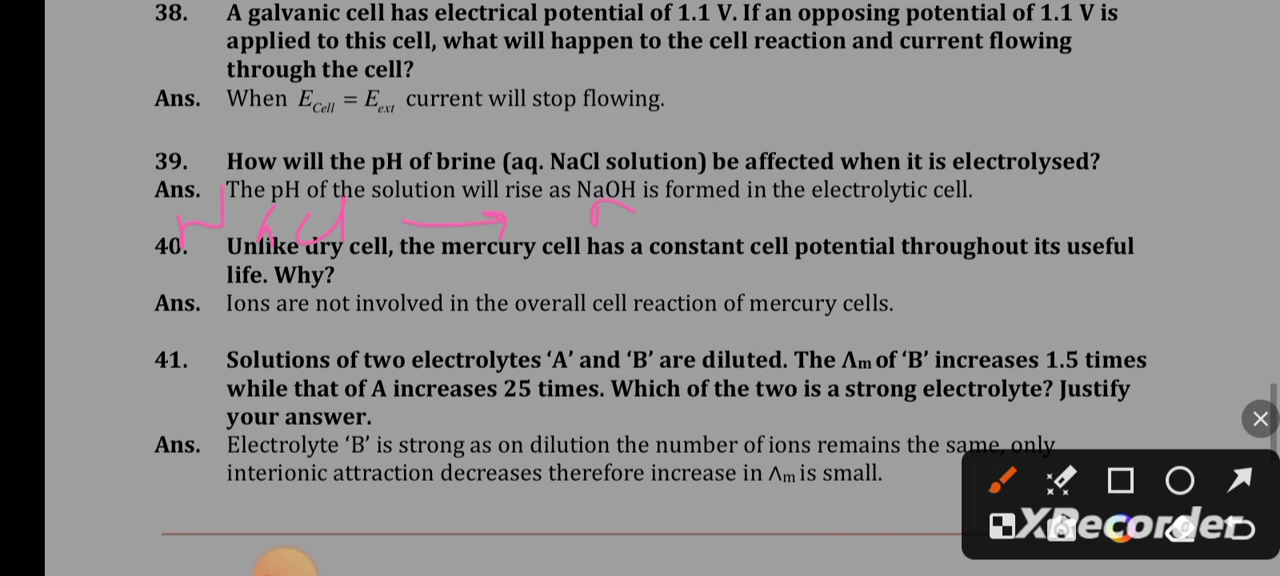 38. A galvanic cell has electrical potential of 1.1 V. If an opposing potential of 1.1 V is
applied to this cell, what will happen to the cell reaction and current flowing
through the cell?
Ans. When E_Cell = E_ext current will stop flowing.
39. How will the pH of brine (aq. NaCl solution) be affected when it is electrolysed?
Ans. The pH of the solution will rise as NaOH is formed in the electrolytic cell.
40. Unlike dry cell, the mercury cell has a constant cell potential throughout its useful
life. Why?
Ans. Ions are not involved in the overall cell reaction of mercury cells.
41. Solutions of two electrolytes ‘A’ and ‘B’ are diluted. The Λm of ‘B’ increases 1.5 times
while that of A increases 25 times. Which of the two is a strong electrolyte? Justify
your answer.
Ans. Electrolyte ‘B’ is strong as on dilution the number of ions remains the same, only
interionic attraction decreases therefore increase in Λm is small.
XRecorder